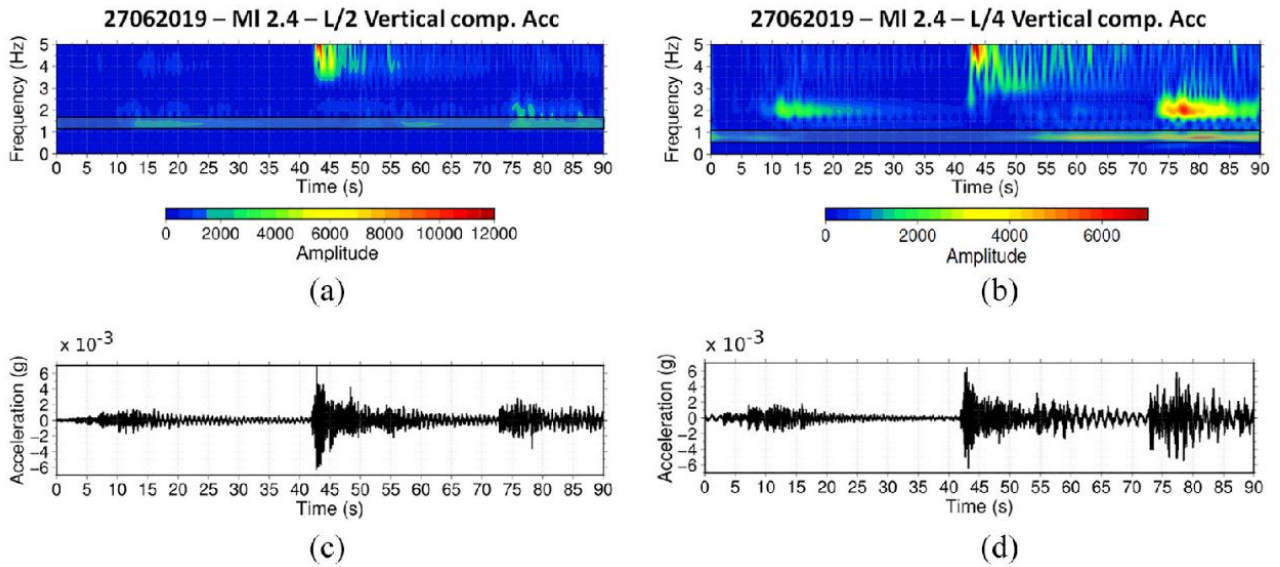 27062019 – Ml 2.4 – L/2 Vertical comp. Acc
Frequency (Hz)
5
4
3
2
1
0
0 5 10 15 20 25 30 35 40 45 50 55 60 65 70 75 80 85 90
Time (s)
0 2000 4000 6000 8000 10000 12000
Amplitude
(a)
27062019 – Ml 2.4 – L/4 Vertical comp. Acc
Frequency (Hz)
5
4
3
2
1
0
0 5 10 15 20 25 30 35 40 45 50 55 60 65 70 75 80 85 90
Time (s)
0 2000 4000 6000
Amplitude
(b)
x 10⁻³
Acceleration (g)
6
4
2
0
−2
−4
−6
0 5 10 15 20 25 30 35 40 45 50 55 60 65 70 75 80 85 90
Time (s)
(c)
x 10⁻³
Acceleration (g)
6
4
2
0
−2
−4
−6
0 5 10 15 20 25 30 35 40 45 50 55 60 65 70 75 80 85 90
Time (s)
(d)